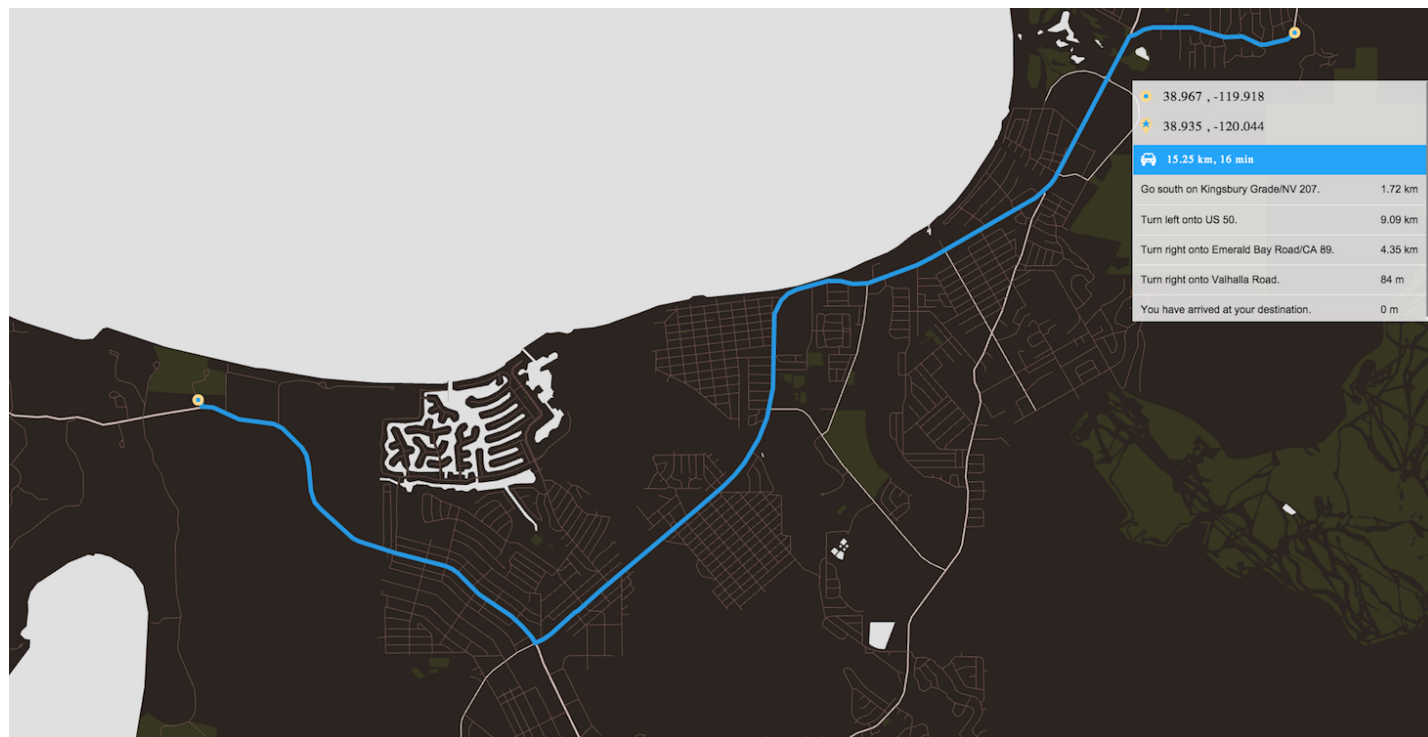 38.967 , -119.918
38.935 , -120.044
15.25 km, 16 min
Go south on Kingsbury Grade/NV 207. 1.72 km
Turn left onto US 50. 9.09 km
Turn right onto Emerald Bay Road/CA 89. 4.35 km
Turn right onto Valhalla Road. 84 m
You have arrived at your destination. 0 m